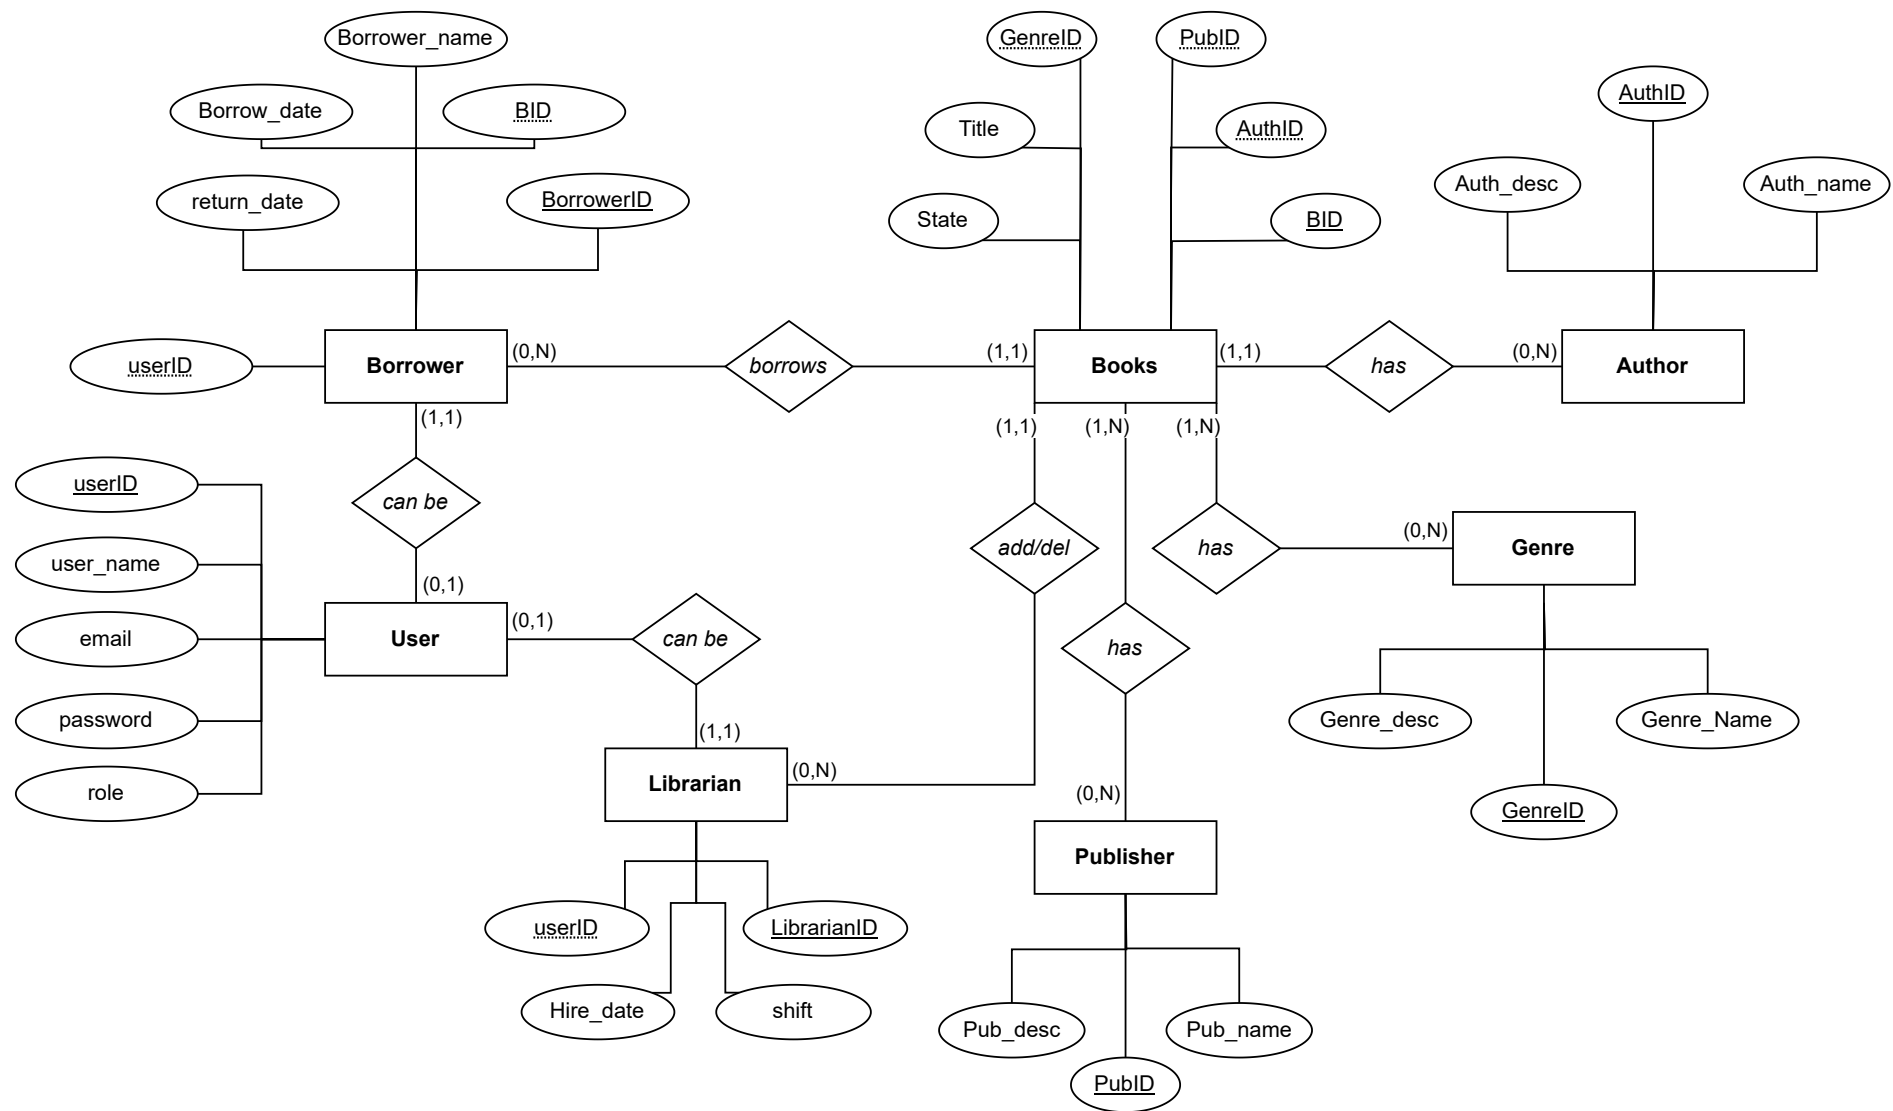 Borrower_name
GenreID
PubID
Borrow_date
BID
AuthID
Title
AuthID
return_date
BorrowerID
Auth_desc
Auth_name
State
BID
userID
Borrower
(0,N)
borrows
(1,1)
Books
(1,1)
has
(0,N)
Author
(1,1)
(1,1)
(1,N)
(1,N)
userID
can be
user_name
add/del
has
(0,N)
Genre
(0,1)
email
User
(0,1)
can be
has
password
(1,1)
Genre_desc
Genre_Name
role
Librarian
(0,N)
(0,N)
GenreID
Publisher
userID
LibrarianID
Hire_date
shift
Pub_desc
Pub_name
PubID